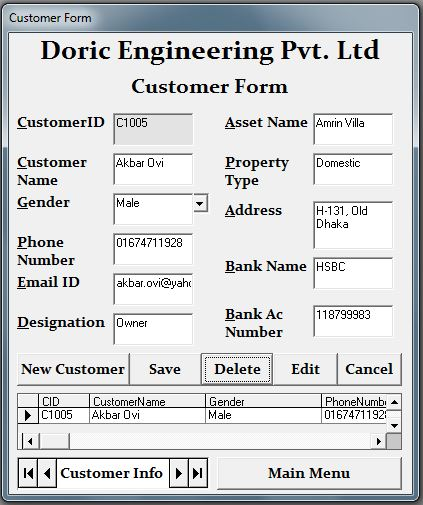 Customer Form
Doric Engineering Pvt. Ltd
Customer Form
CustomerID
C1005
Asset Name
Amrin Villa
Customer
Name
Akbar Ovi
Property
Type
Domestic
Gender
Male
Address
H-131, Old
Dhaka
Phone
Number
01674711928
Email ID
akbar.ovi@yaho
Bank Name
HSBC
Designation
Owner
Bank Ac
Number
118799983
New Customer Save Delete Edit Cancel
CID CustomerName Gender PhoneNumb
C1005 Akbar Ovi Male 0167471192
Customer Info
Main Menu